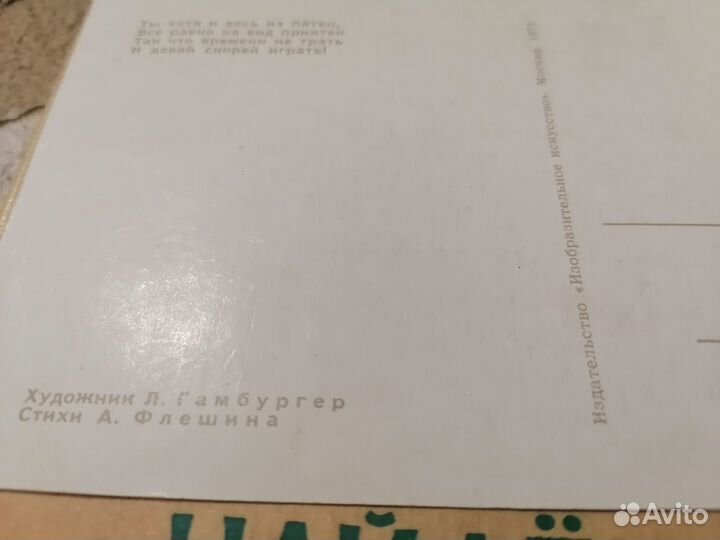 Ты хотя и весь из пятен,
Все равно на вид приятен
Так что времени не трать
И давай скорей играть!
Художник Л. Гамбургер
Стихи А. Флешина
Издательство «Изобразительное искусство». Москва. 1971
Avito